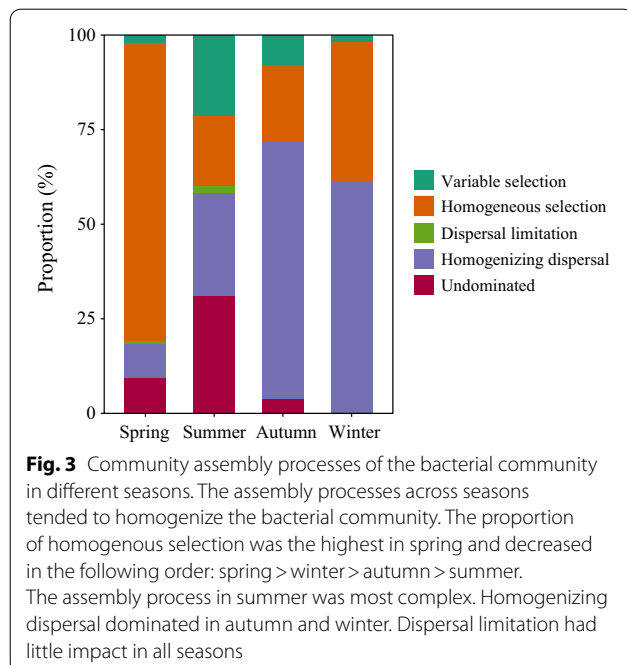 100
75
50
25
0
Proportion (%)
Spring Summer Autumn Winter
Variable selection
Homogeneous selection
Dispersal limitation
Homogenizing dispersal
Undominated
Fig. 3 Community assembly processes of the bacterial community
in different seasons. The assembly processes across seasons
tended to homogenize the bacterial community. The proportion
of homogenous selection was the highest in spring and decreased
in the following order: spring > winter > autumn > summer.
The assembly process in summer was most complex. Homogenizing
dispersal dominated in autumn and winter. Dispersal limitation had
little impact in all seasons